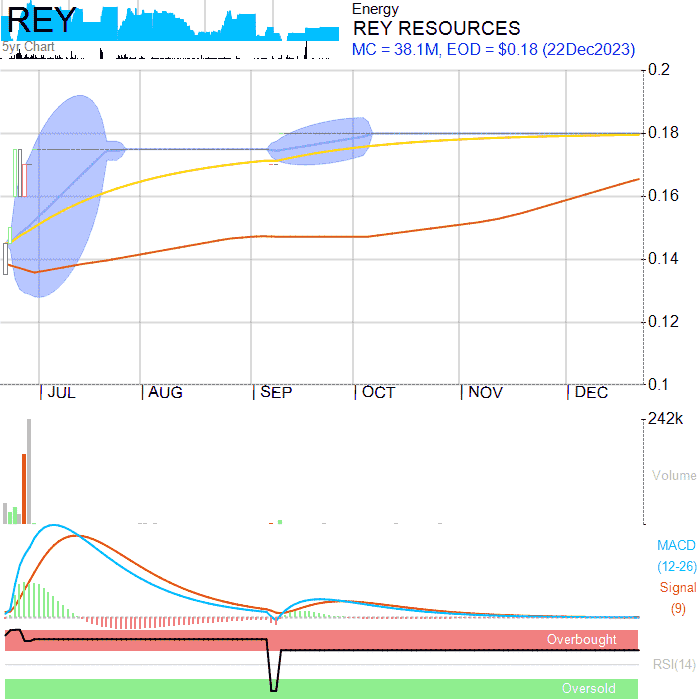 REY
Energy
REY RESOURCES
5yr Chart
MC = 38.1M, EOD = $0.18 (22Dec2023)
0.2
0.18
0.16
0.14
0.12
0.1
JUL AUG SEP OCT NOV DEC
242k
Volume
MACD
(12-26)
Signal
(9)
Overbought
RSI(14)
Oversold